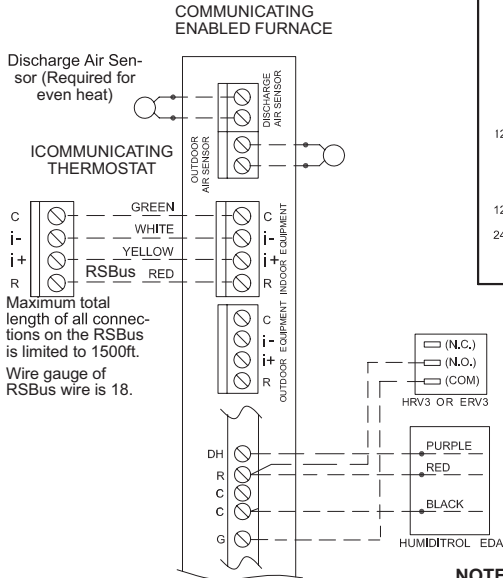 COMMUNICATING
ENABLED FURNACE
Discharge Air Sen-
sor (Required for
even heat)
DISCHARGE
AIR SENSOR
OUTDOOR
AIR SENSOR
ICOMMUNICATING
THERMOSTAT
C
GREEN
C
i-
WHITE
i-
i+
YELLOW
i+
R
RSBus
RED
R
INDOOR EQUIPMENT
Maximum total
length of all connec-
tions on the RSBus
is limited to 1500ft.
Wire gauge of
RSBus wire is 18.
C
i-
i+
R
OUTDOOR EQUIPMENT
12
12
24
(N.C.)
(N.O.)
(COM)
HRV3 OR ERV3
DH
R
C
C
G
PURPLE
RED
BLACK
HUMIDITROL EDA
NOTE